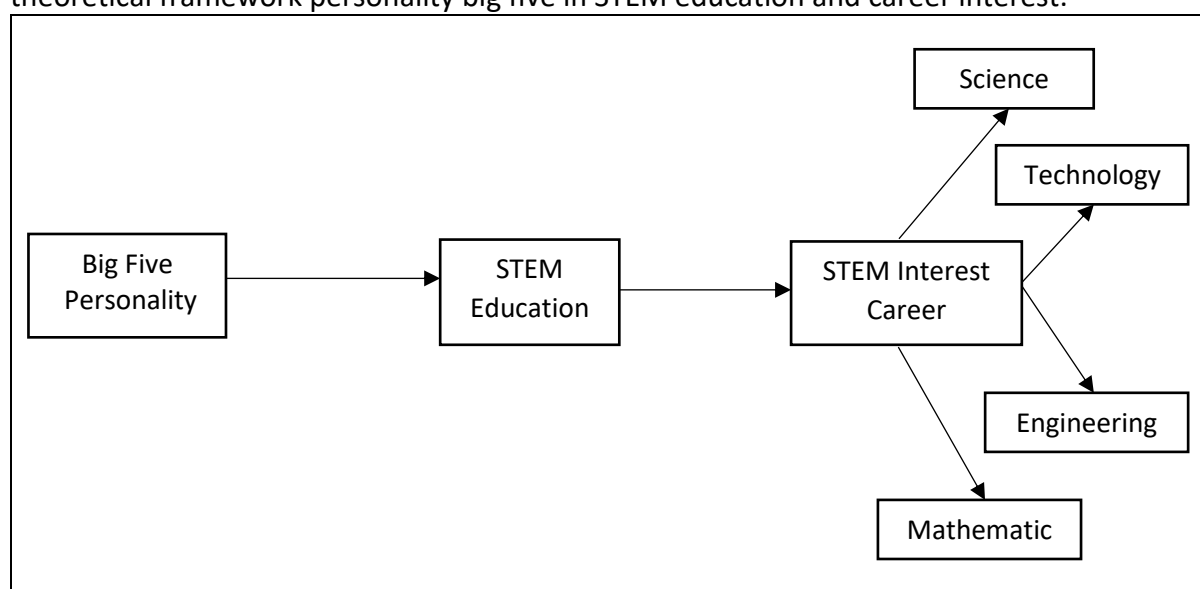 theoretical framework personality big five in STEM education and career interest.
Science
Technology
Big Five
Personality
STEM
Education
STEM Interest
Career
Engineering
Mathematic